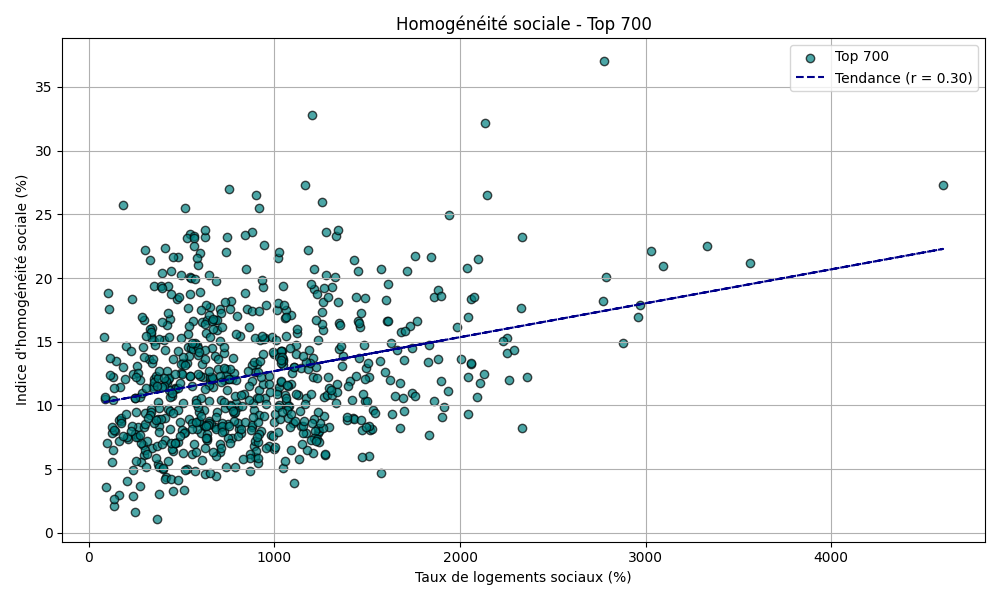 Homogénéité sociale - Top 700
Top 700
Tendance (r = 0.30)
Indice d'homogénéité sociale (%)
35
30
25
20
15
10
5
0
0 1000 2000 3000 4000
Taux de logements sociaux (%)